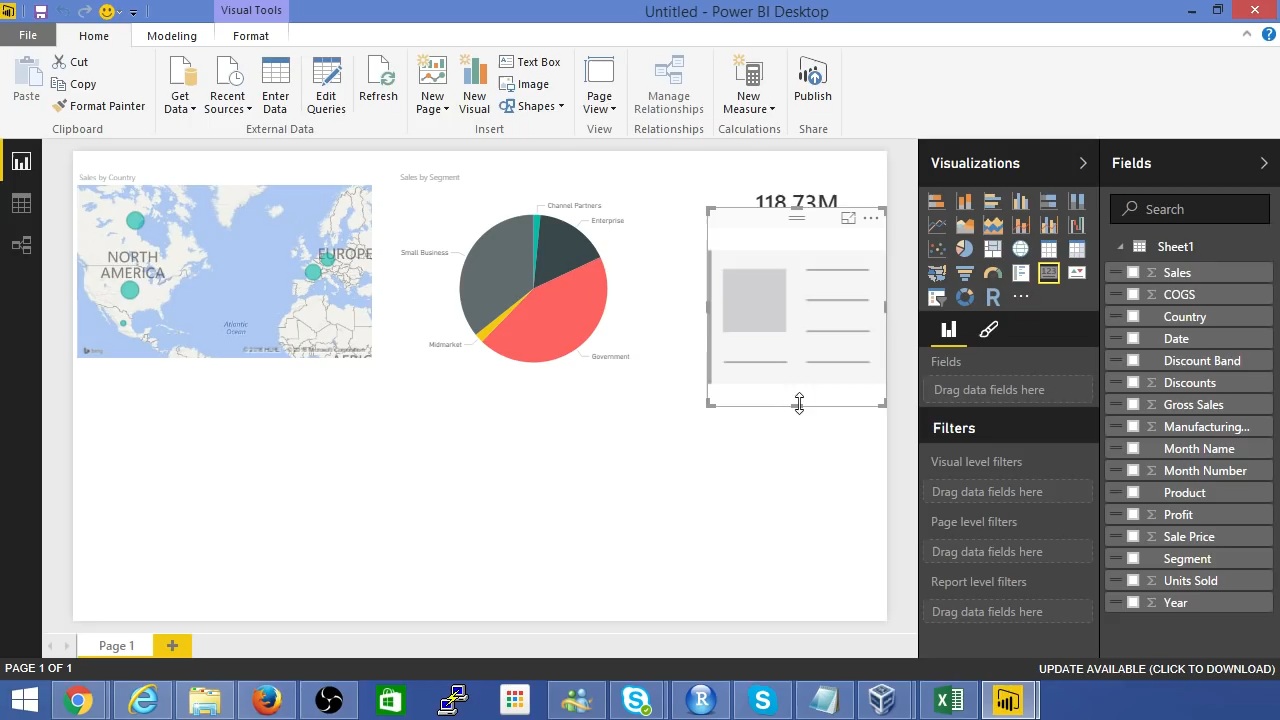 Visual Tools
Untitled - Power BI Desktop
File
Home
Modeling
Format
Paste
Cut
Copy
Format Painter
Clipboard
Get
Data
Recent
Sources
Enter
Data
Edit
Queries
Refresh
External Data
New
Page
New
Visual
Text Box
Image
Shapes
Insert
Page
View
View
Manage
Relationships
Relationships
New
Measure
Calculations
Publish
Share
Sales by Country
NORTH
AMERICA
EUROPE
Atlantic
Ocean
bing
Sales by Segment
Channel Partners
Enterprise
Small Business
Midmarket
Government
118.73M
Visualizations
R
123
Fields
Drag data fields here
Filters
Visual level filters
Drag data fields here
Page level filters
Drag data fields here
Report level filters
Drag data fields here
Fields
Search
Sheet1
Σ Sales
Σ COGS
Country
Date
Discount Band
Σ Discounts
Σ Gross Sales
Σ Manufacturing...
Month Name
Σ Month Number
Product
Σ Profit
Σ Sale Price
Segment
Σ Units Sold
Σ Year
Page 1
PAGE 1 OF 1
UPDATE AVAILABLE (CLICK TO DOWNLOAD)